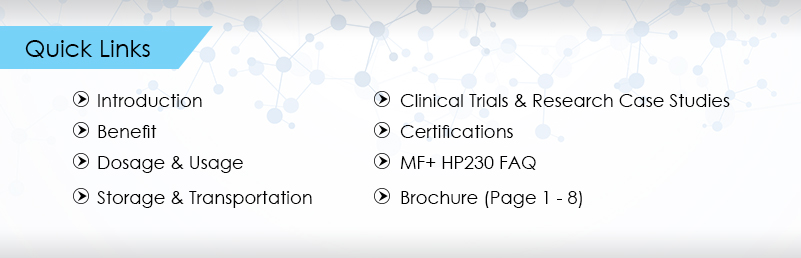 Quick Links
Introduction
Benefit
Dosage & Usage
Storage & Transportation
Clinical Trials & Research Case Studies
Certifications
MF+ HP230 FAQ
Brochure (Page 1 - 8)